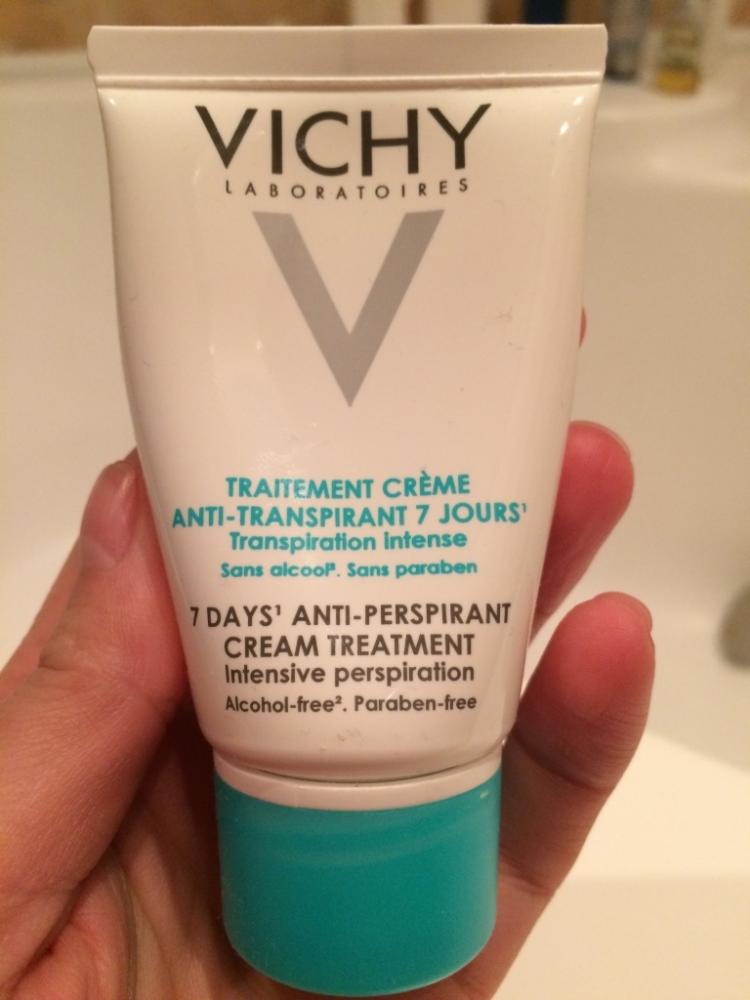 VICHY
LABORATOIRES
V
TRAITEMENT CRÈME
ANTI-TRANSPIRANT 7 JOURS¹
Transpiration intense
Sans alcool². Sans paraben
7 DAYS¹ ANTI-PERSPIRANT
CREAM TREATMENT
Intensive perspiration
Alcohol-free². Paraben-free